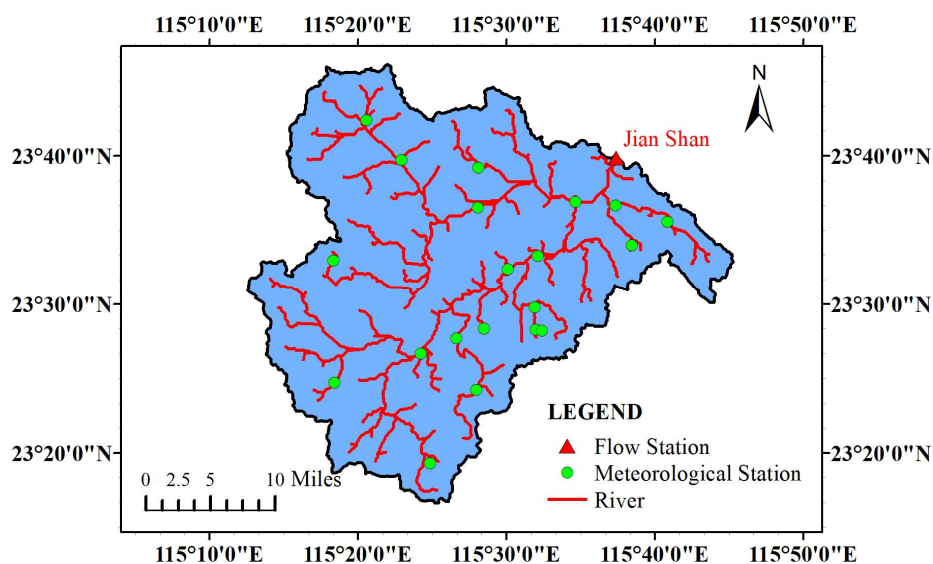 115°10'0"E 115°20'0"E 115°30'0"E 115°40'0"E 115°50'0"E
N
Jian Shan
23°40'0"N 23°40'0"N
23°30'0"N 23°30'0"N
LEGEND
Flow Station
23°20'0"N Meteorological Station 23°20'0"N
0 2.5 5 10 Miles
River
115°10'0"E 115°20'0"E 115°30'0"E 115°40'0"E 115°50'0"E